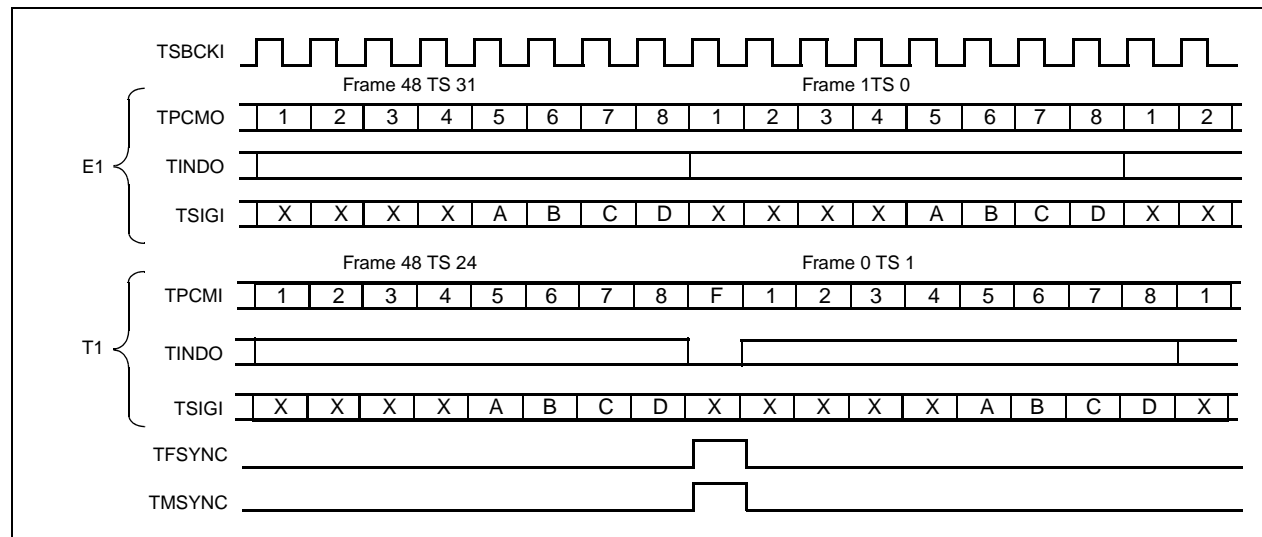 TSBCKI
Frame 48 TS 31 Frame 1TS 0
TPCMO 1 2 3 4 5 6 7 8 1 2 3 4 5 6 7 8 1 2
E1 TINDO
TSIGI X X X X A B C D X X X X A B C D X X
Frame 48 TS 24 Frame 0 TS 1
TPCMI 1 2 3 4 5 6 7 8 F 1 2 3 4 5 6 7 8 1
T1 TINDO
TSIGI X X X X A B C D X X X X X A B C D X
TFSYNC
TMSYNC